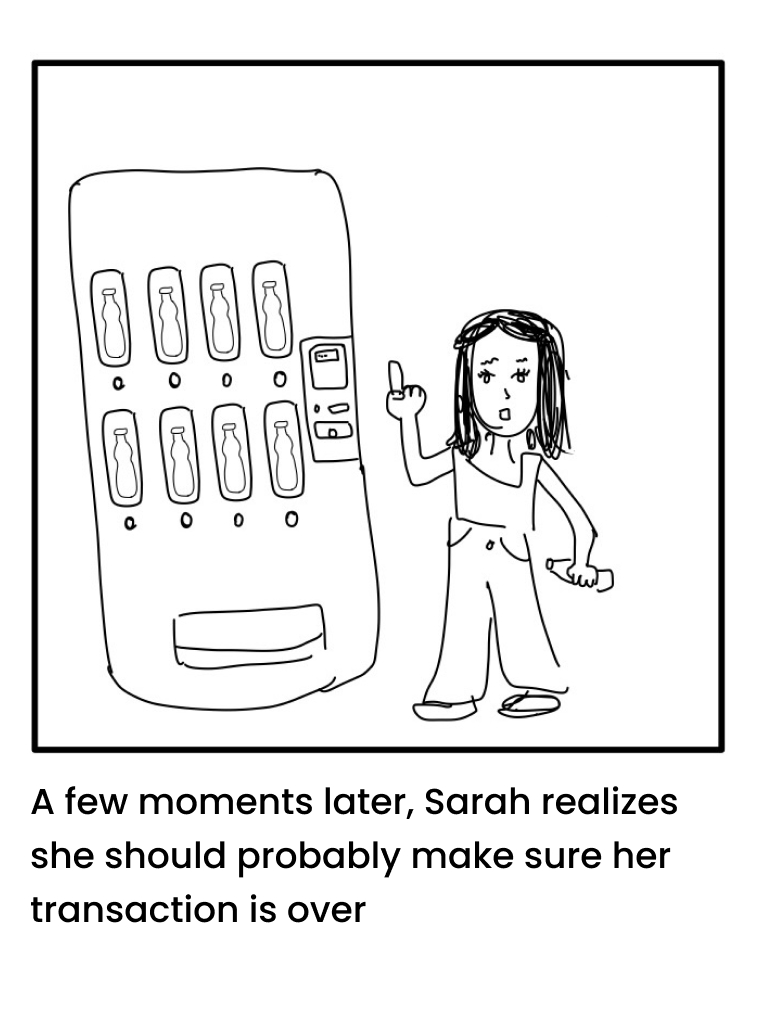 A few moments later, Sarah realizes
she should probably make sure her
transaction is over